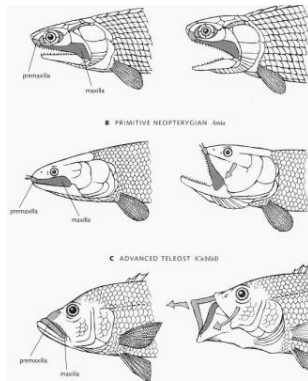 premaxilla
maxilla
B PRIMITIVE NEOPTERYGIAN Amia
premaxilla
maxilla
C ADVANCED TELEOST (Cichlid)
premaxilla
maxilla